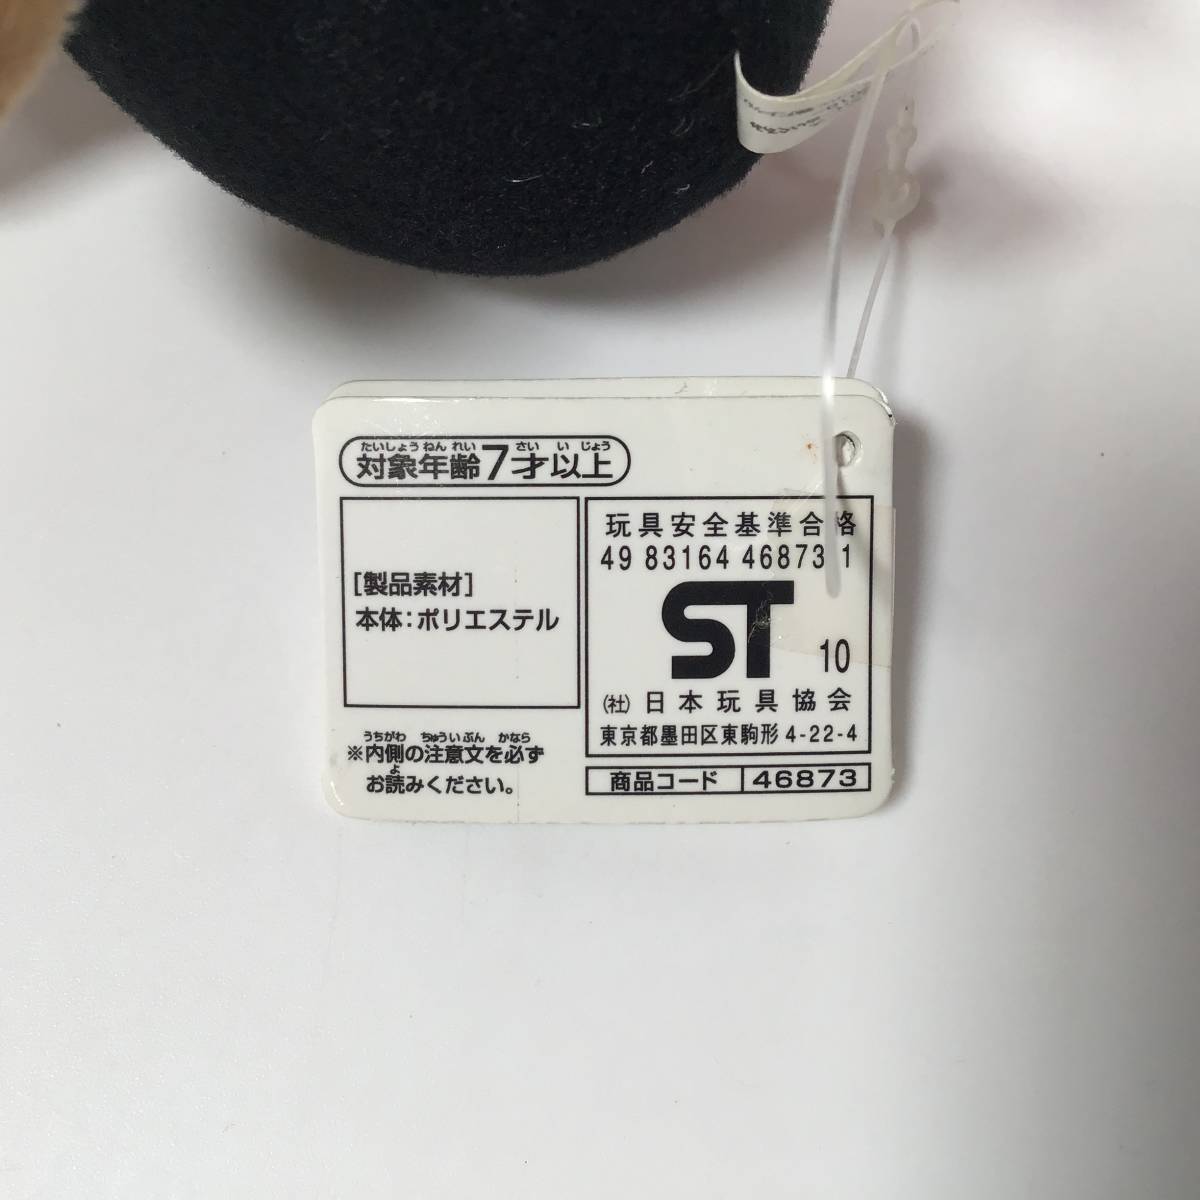 たいしょう ねん れい さい い じょう
対象年齢7才以上
[製品素材]
本体:ポリエステル
うちがわ ちゅういぶん かなら
※内側の注意文を必ず
よ
お読みください。
玩具安全基準合格
49 83164 46873 1
ST 10
(社) 日本玩具協会
東京都墨田区東駒形 4-22-4
商品コード 46873